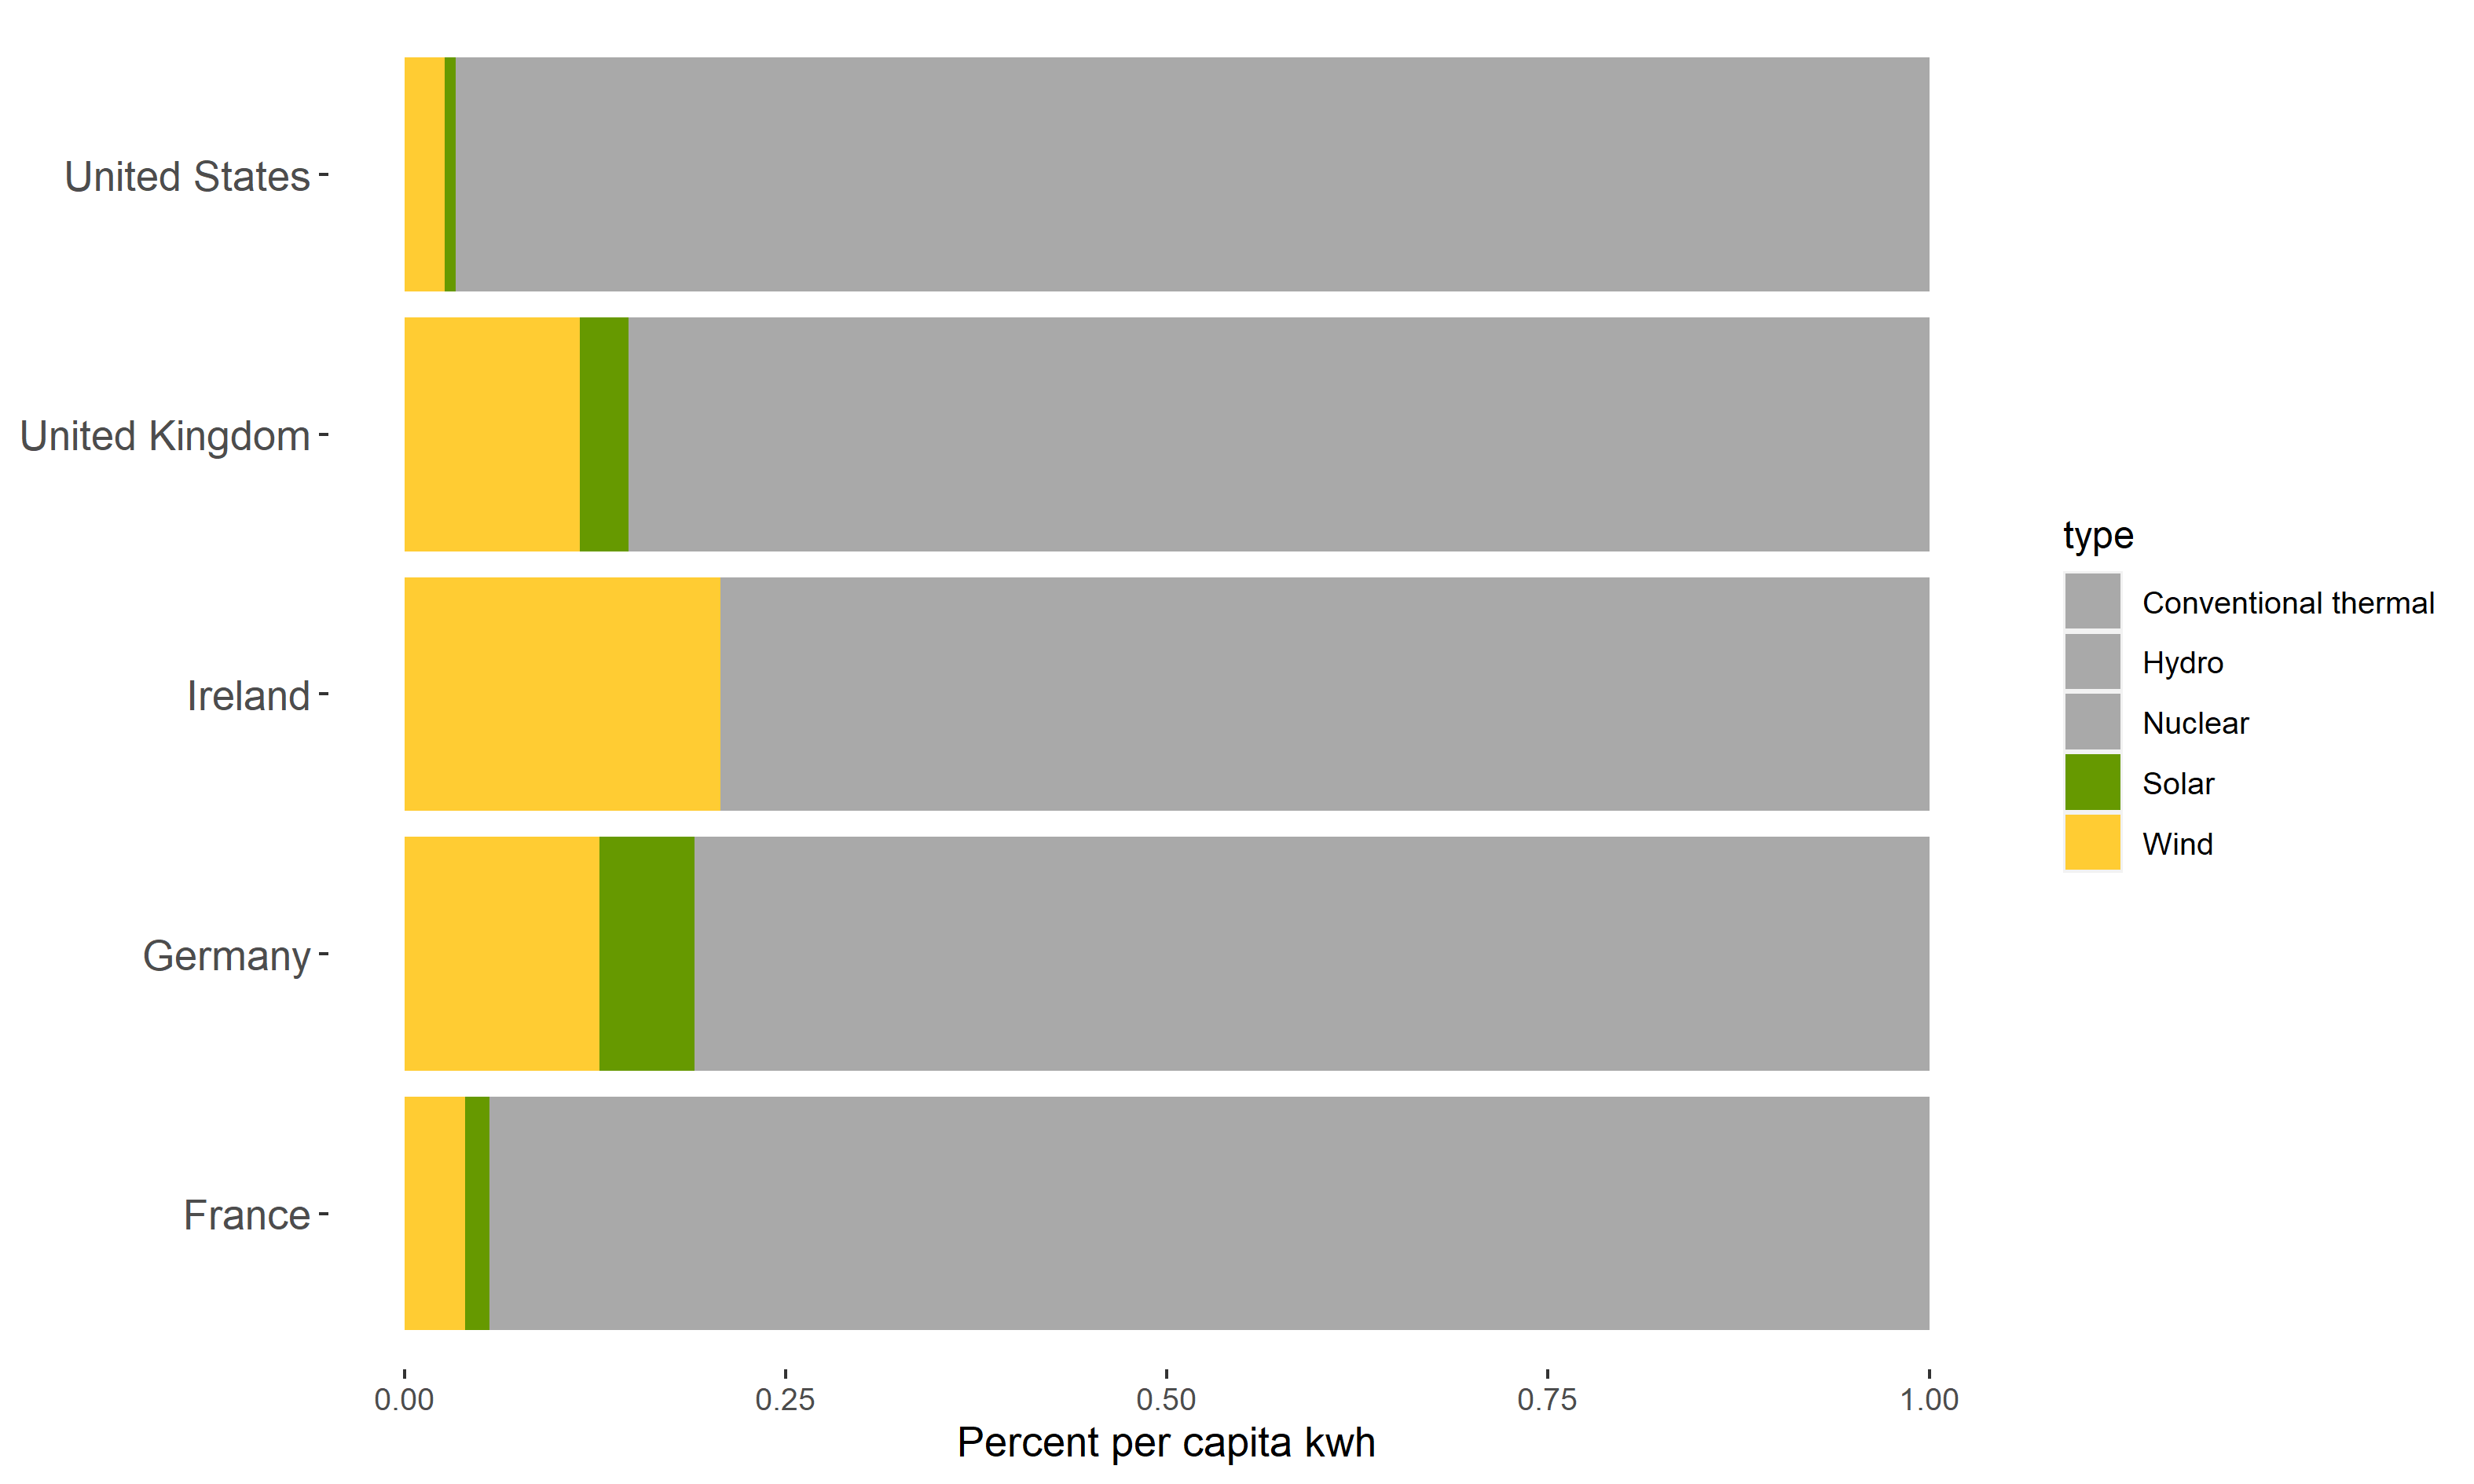 United States
United Kingdom
Ireland
Germany
France
0.00
0.25
0.50
0.75
1.00
Percent per capita kwh
type
Conventional thermal
Hydro
Nuclear
Solar
Wind